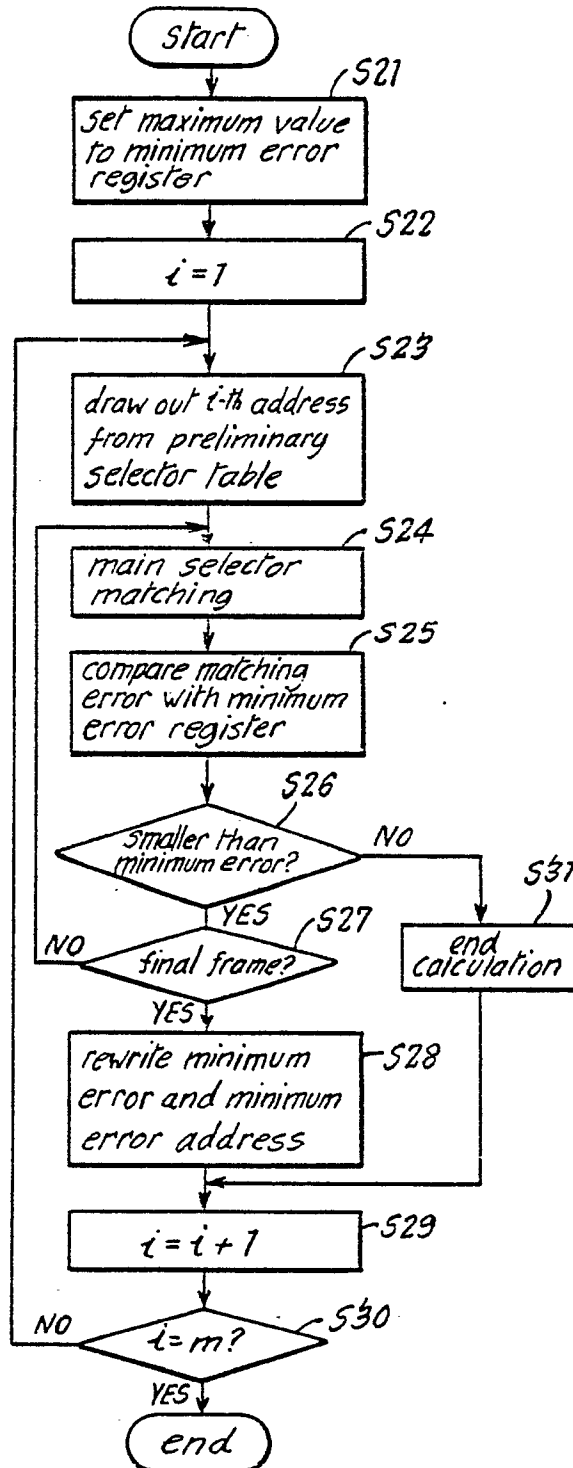 start
S21
set maximum value
to minimum error
register
S22
i = 1
S23
draw out i-th address
from preliminary
selector table
S24
main selector
matching
S25
compare matching
error with minimum
error register
S26
smaller than
minimum error?
NO
YES
S31
end
calculation
S27
final frame?
NO
YES
S28
rewrite minimum
error and minimum
error address
S29
i = i + 1
S30
i = m?
NO
YES
end